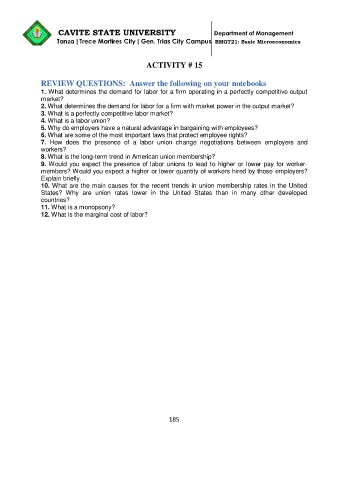 CAVITE STATE UNIVERSITY
Department of Management
Tanza | Trece Martires City | Gen. Trias City Campus
BMGT21: Basic Microeconomics
ACTIVITY # 15
REVIEW QUESTIONS: Answer the following on your notebooks
1. What determines the demand for labor for a firm operating in a perfectly competitive output
market?
2. What determines the demand for labor for a firm with market power in the output market?
3. What is a perfectly competitive labor market?
4. What is a labor union?
5. Why do employers have a natural advantage in bargaining with employees?
6. What are some of the most important laws that protect employee rights?
7. How does the presence of a labor union change negotiations between employers and
workers?
8. What is the long-term trend in American union membership?
9. Would you expect the presence of labor unions to lead to higher or lower pay for worker-
members? Would you expect a higher or lower quantity of workers hired by those employers?
Explain briefly.
10. What are the main causes for the recent trends in union membership rates in the United
States? Why are union rates lower in the United States than in many other developed
countries?
11. What is a monopsony?
12. What is the marginal cost of labor?
185